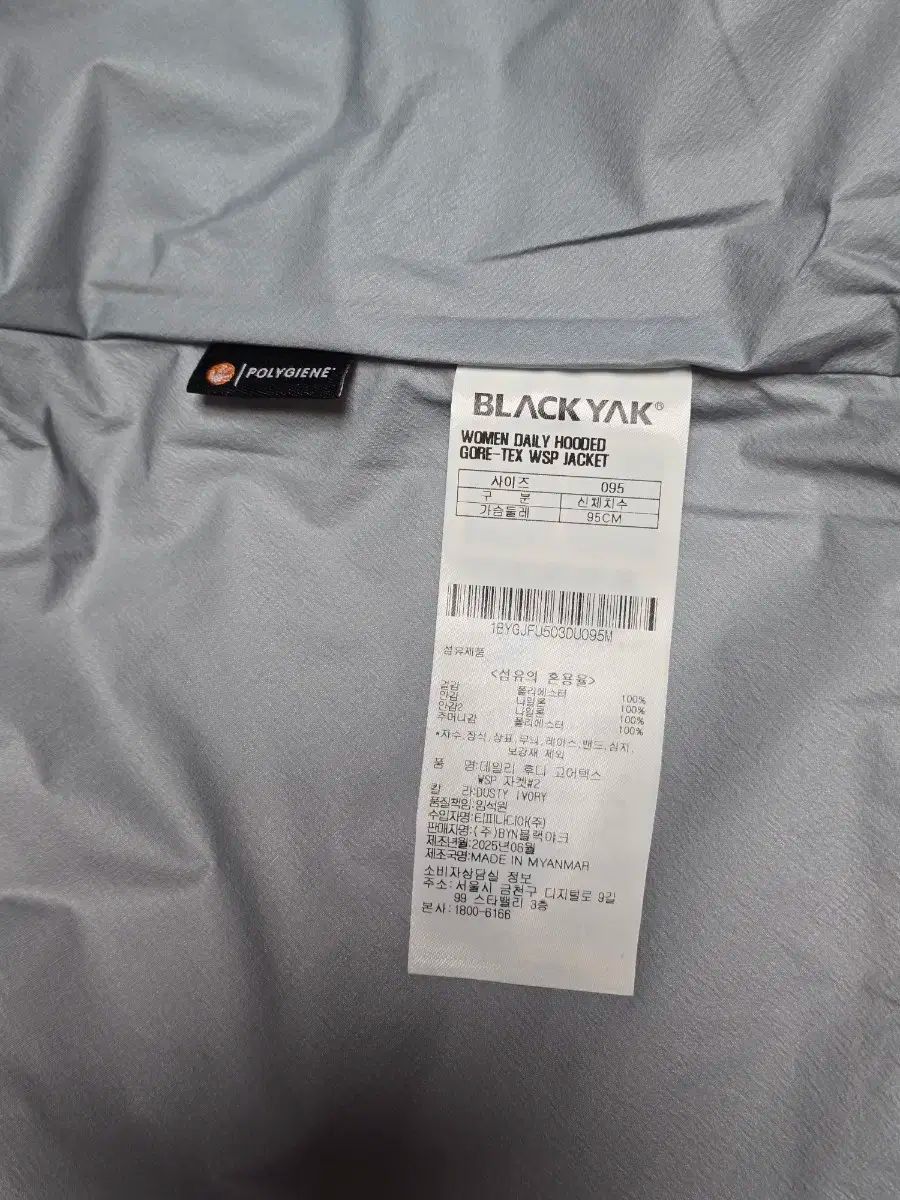 POLYGIENE
BLACK YAK®
WOMEN DAILY HOODED
GORE-TEX WSP JACKET
사이즈 095
구 분 신체치수
가슴둘레 95CM
1BYGJFU503DU095M
섬유제품
<섬유의 혼용율>
겉감 폴리에스터 100%
안감 나일론 100%
안감2 나일론 100%
주머니감 폴리에스터 100%
*자수,장식,상표,무늬,레이스,밴드,심지,
보강재 제외
품 명:데일리 후디 고어텍스
WSP 자켓#2
칼 라:DUSTY IVORY
품질책임:임석원
수입자명:티피나디아(주)
판매자명:(주)BYN블랙야크
제조년월:2025년06월
제조국명:MADE IN MYANMAR
소비자상담실 정보
주소:서울시 금천구 디지털로 9길
99 스타밸리 3층
본사:1800-6166